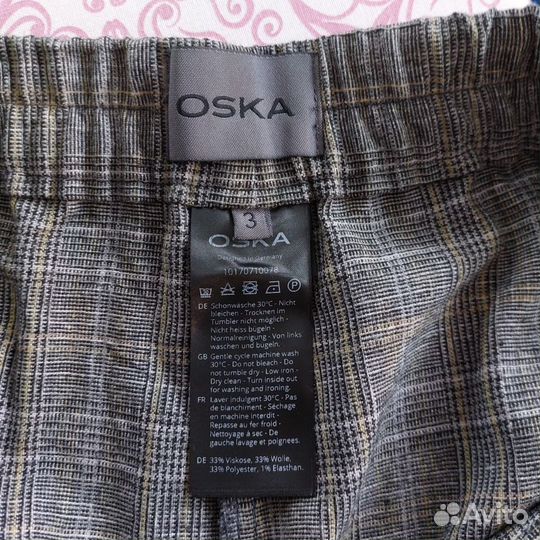 OSKA
3
OSKA
Designed in Germany
10170710078
DE Schonwäsche 30°C - Nicht
bleichen - Trocknen im
Tumbler nicht möglich -
Nicht heiss bügeln -
Normalreinigung - Von links
waschen und bügeln.
GB Gentle cycle machine wash
30°C - Do not bleach - Do
not tumble dry - Low iron -
Dry clean - Turn inside out
for washing and ironing.
FR Laver indulgent 30°C - Pas
de blanchiment - Séchage
en machine interdit -
Repasse au fer froid -
Nettoyage à sec - De
gauche lavage et poignees.
DE 33% Viskose, 33% Wolle,
33% Polyester, 1% Elasthan.
Avito